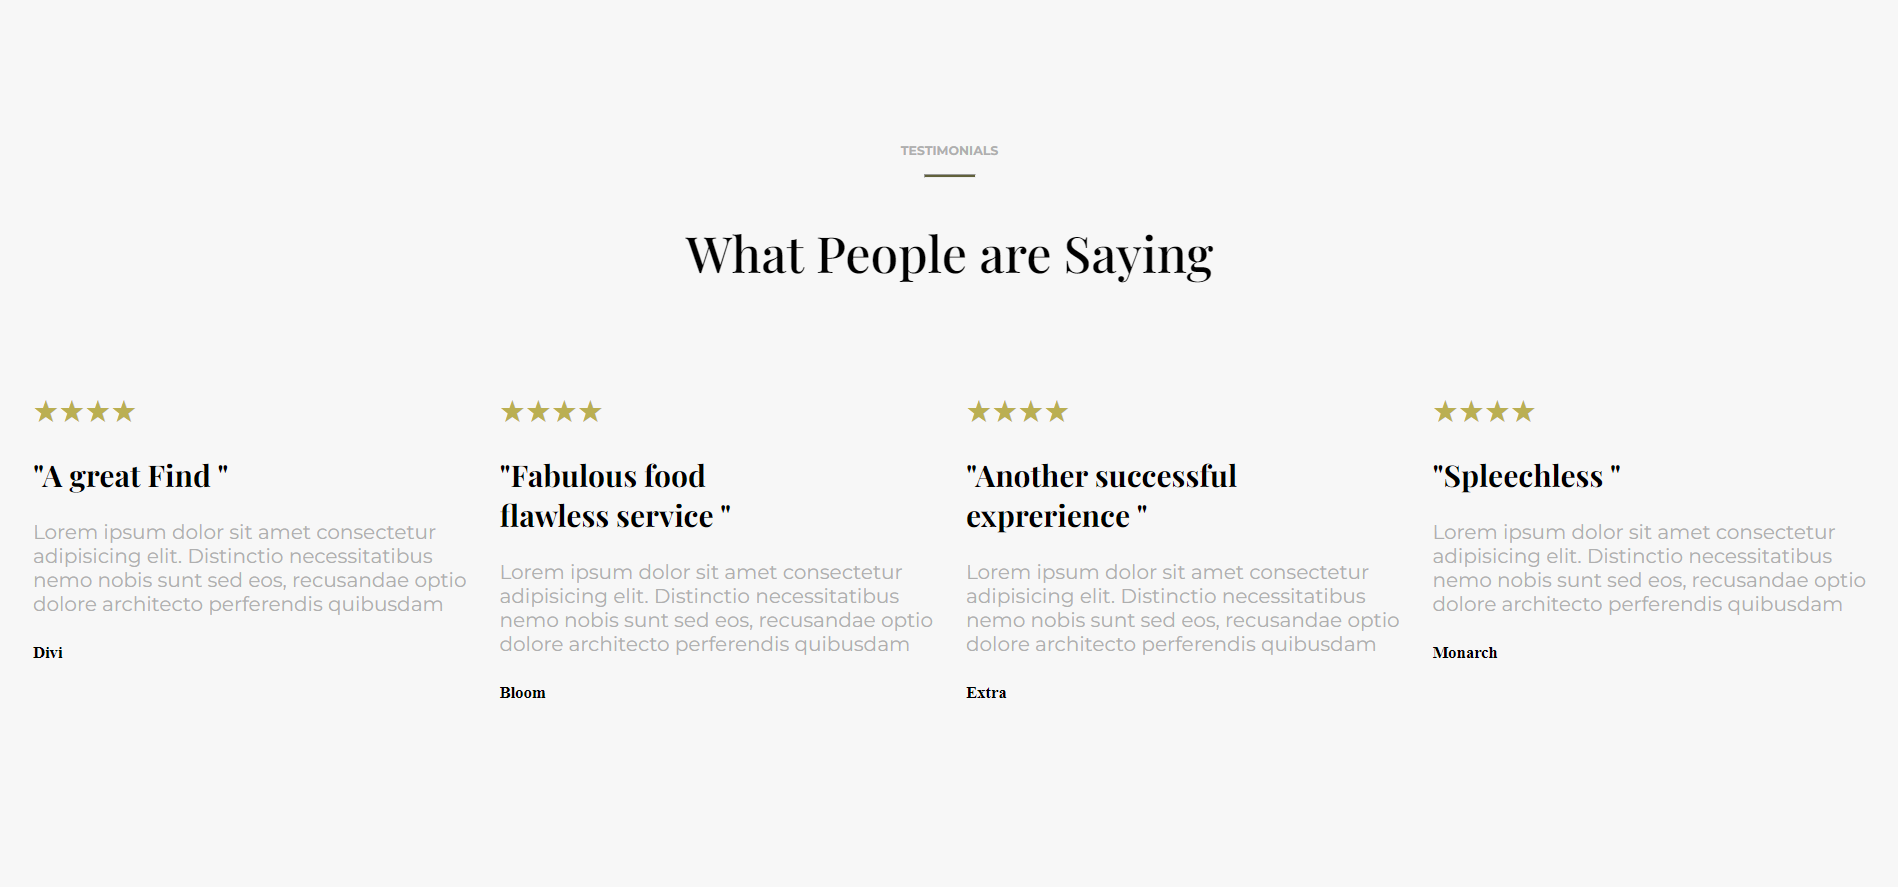 TESTIMONIALS
What People are Saying
★★★★
"A great Find "
Lorem ipsum dolor sit amet consectetur
adipisicing elit. Distinctio necessitatibus
nemo nobis sunt sed eos, recusandae optio
dolore architecto perferendis quibusdam
Divi
★★★★
"Fabulous food
flawless service "
Lorem ipsum dolor sit amet consectetur
adipisicing elit. Distinctio necessitatibus
nemo nobis sunt sed eos, recusandae optio
dolore architecto perferendis quibusdam
Bloom
★★★★
"Another successful
exprerience "
Lorem ipsum dolor sit amet consectetur
adipisicing elit. Distinctio necessitatibus
nemo nobis sunt sed eos, recusandae optio
dolore architecto perferendis quibusdam
Extra
★★★★
"Spleechless "
Lorem ipsum dolor sit amet consectetur
adipisicing elit. Distinctio necessitatibus
nemo nobis sunt sed eos, recusandae optio
dolore architecto perferendis quibusdam
Monarch